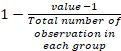 1 − value−1
Total number of
observation in
each group